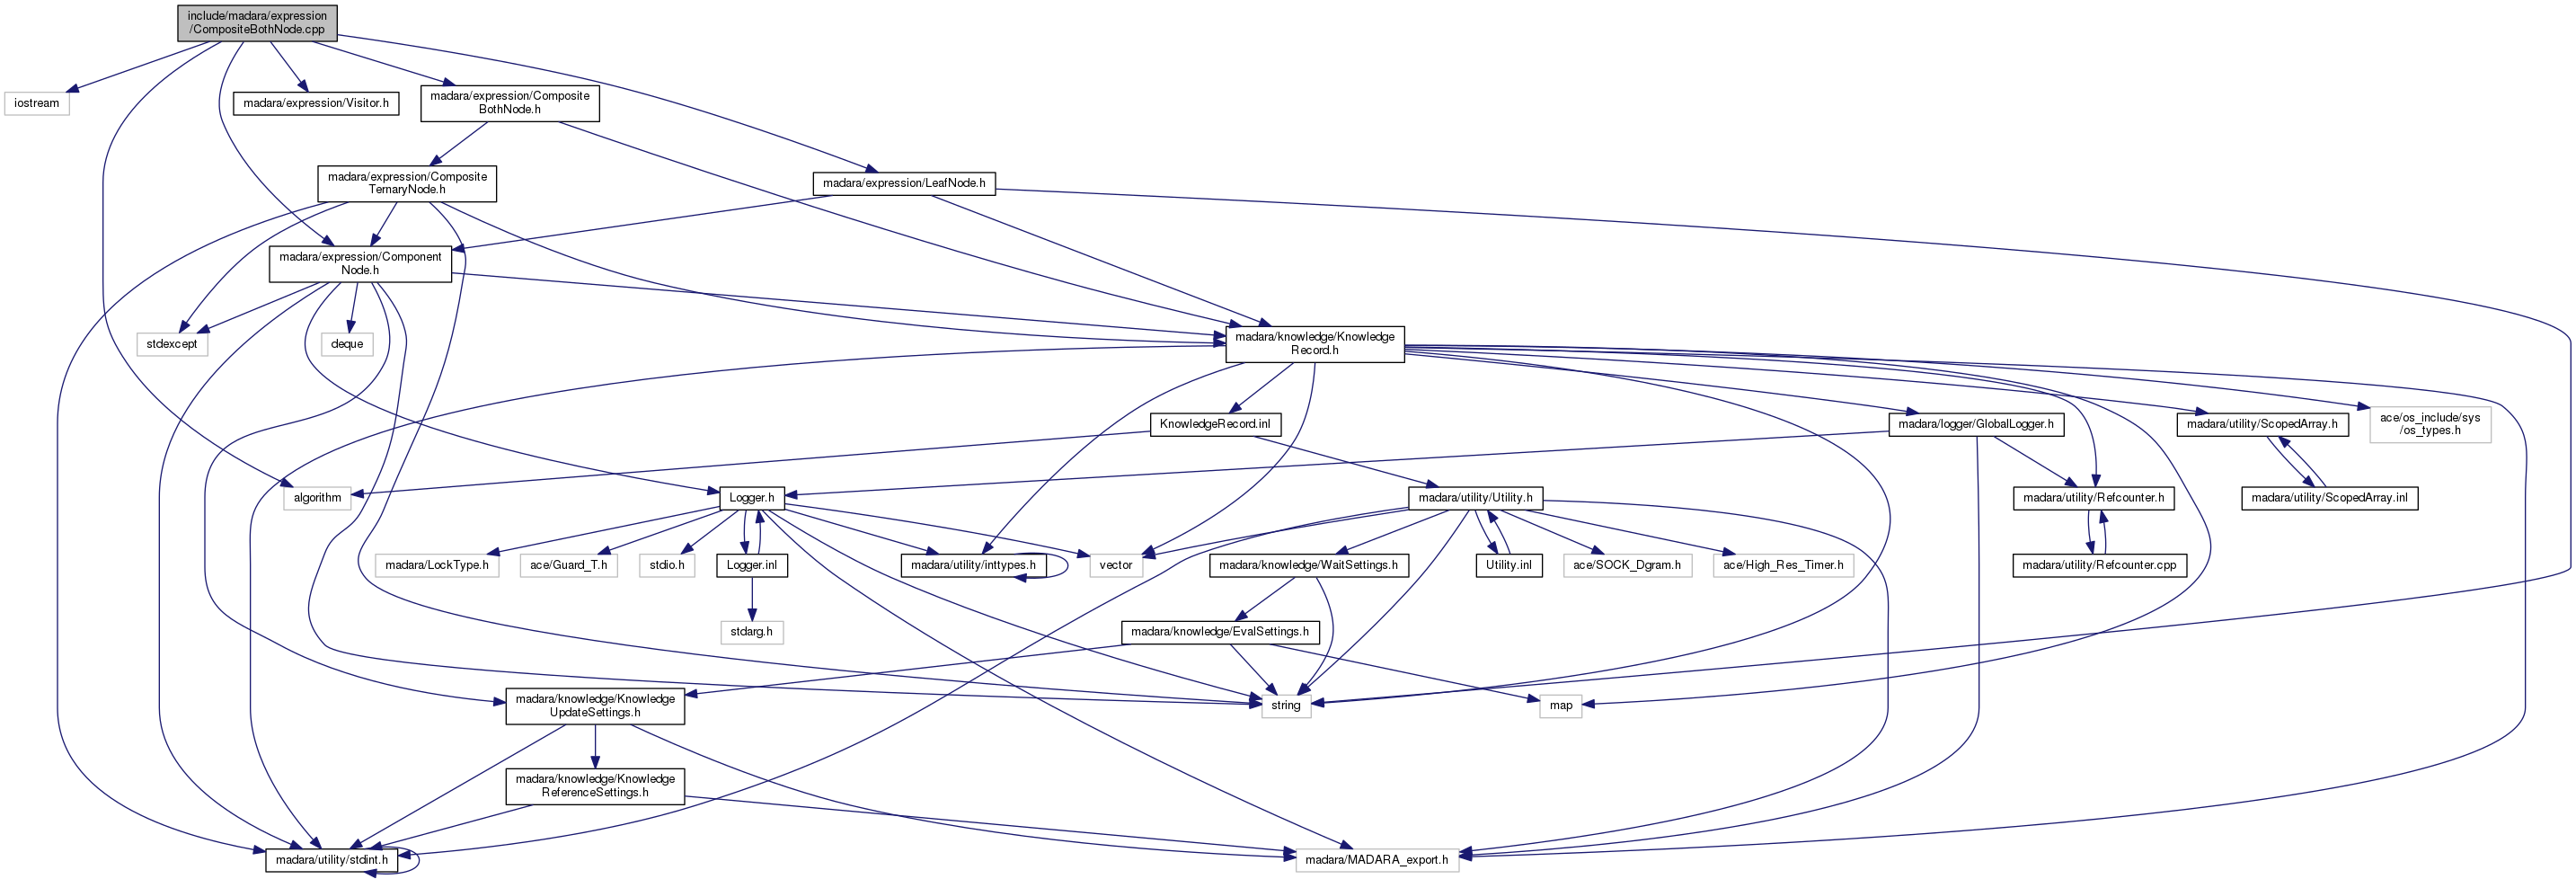 include/madara/expression
/CompositeBothNode.cpp
iostream
madara/expression/Visitor.h
madara/expression/Composite
BothNode.h
madara/expression/Composite
TernaryNode.h
madara/expression/LeafNode.h
madara/expression/Component
Node.h
stdexcept
deque
madara/knowledge/Knowledge
Record.h
KnowledgeRecord.inl
madara/logger/GlobalLogger.h
madara/utility/ScopedArray.h
ace/os_include/sys
/os_types.h
algorithm
Logger.h
madara/utility/Utility.h
madara/utility/Refcounter.h
madara/utility/ScopedArray.inl
madara/LockType.h
ace/Guard_T.h
stdio.h
Logger.inl
madara/utility/inttypes.h
vector
madara/knowledge/WaitSettings.h
Utility.inl
ace/SOCK_Dgram.h
ace/High_Res_Timer.h
madara/utility/Refcounter.cpp
stdarg.h
madara/knowledge/EvalSettings.h
madara/knowledge/Knowledge
UpdateSettings.h
string
map
madara/knowledge/Knowledge
ReferenceSettings.h
madara/utility/stdint.h
madara/MADARA_export.h